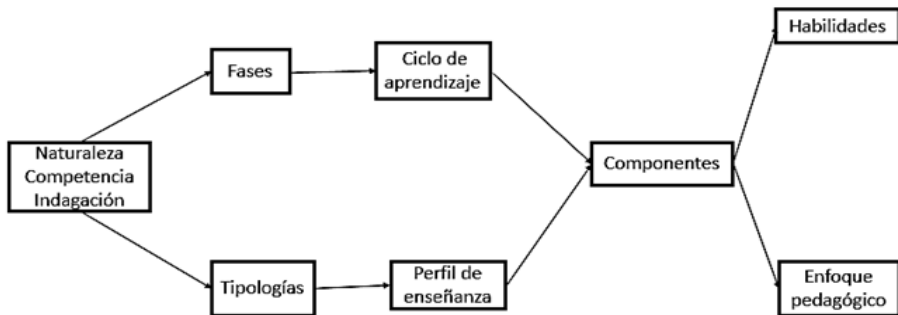 Habilidades
Ciclo de
aprendizaje
Fases
Naturaleza
Competencia
Indagación
Componentes
Tipologías
Perfil de
enseñanza
Enfoque
pedagógico